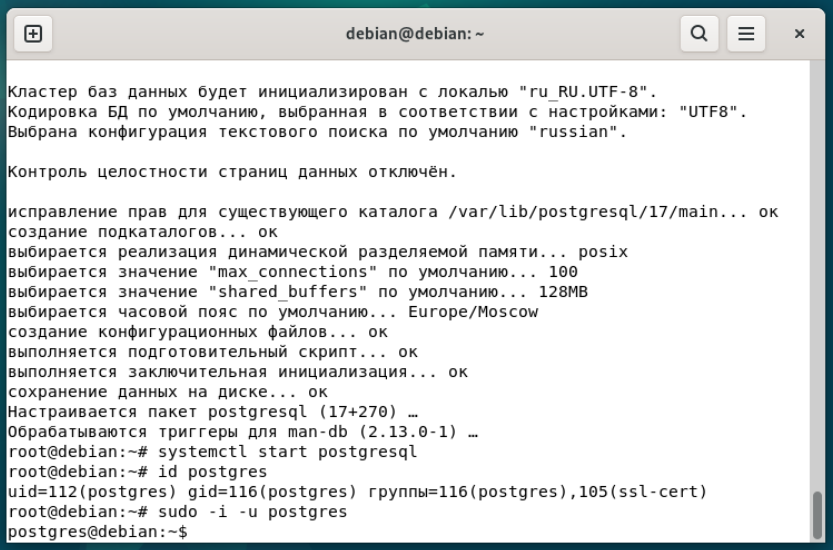 debian@debian: ~
Кластер баз данных будет инициализирован с локалью "ru_RU.UTF-8".
Кодировка БД по умолчанию, выбранная в соответствии с настройками: "UTF8".
Выбрана конфигурация текстового поиска по умолчанию "russian".
Контроль целостности страниц данных отключён.
исправление прав для существующего каталога /var/lib/postgresql/17/main... ок
создание подкаталогов... ок
выбирается реализация динамической разделяемой памяти... posix
выбирается значение "max_connections" по умолчанию... 100
выбирается значение "shared_buffers" по умолчанию... 128MB
выбирается часовой пояс по умолчанию... Europe/Moscow
создание конфигурационных файлов... ок
выполняется подготовительный скрипт... ок
выполняется заключительная инициализация... ок
сохранение данных на диске... ок
Настраивается пакет postgresql (17+270) …
Обрабатываются триггеры для man-db (2.13.0-1) …
root@debian:~# systemctl start postgresql
root@debian:~# id postgres
uid=112(postgres) gid=116(postgres) группы=116(postgres),105(ssl-cert)
root@debian:~# sudo -i -u postgres
postgres@debian:~$